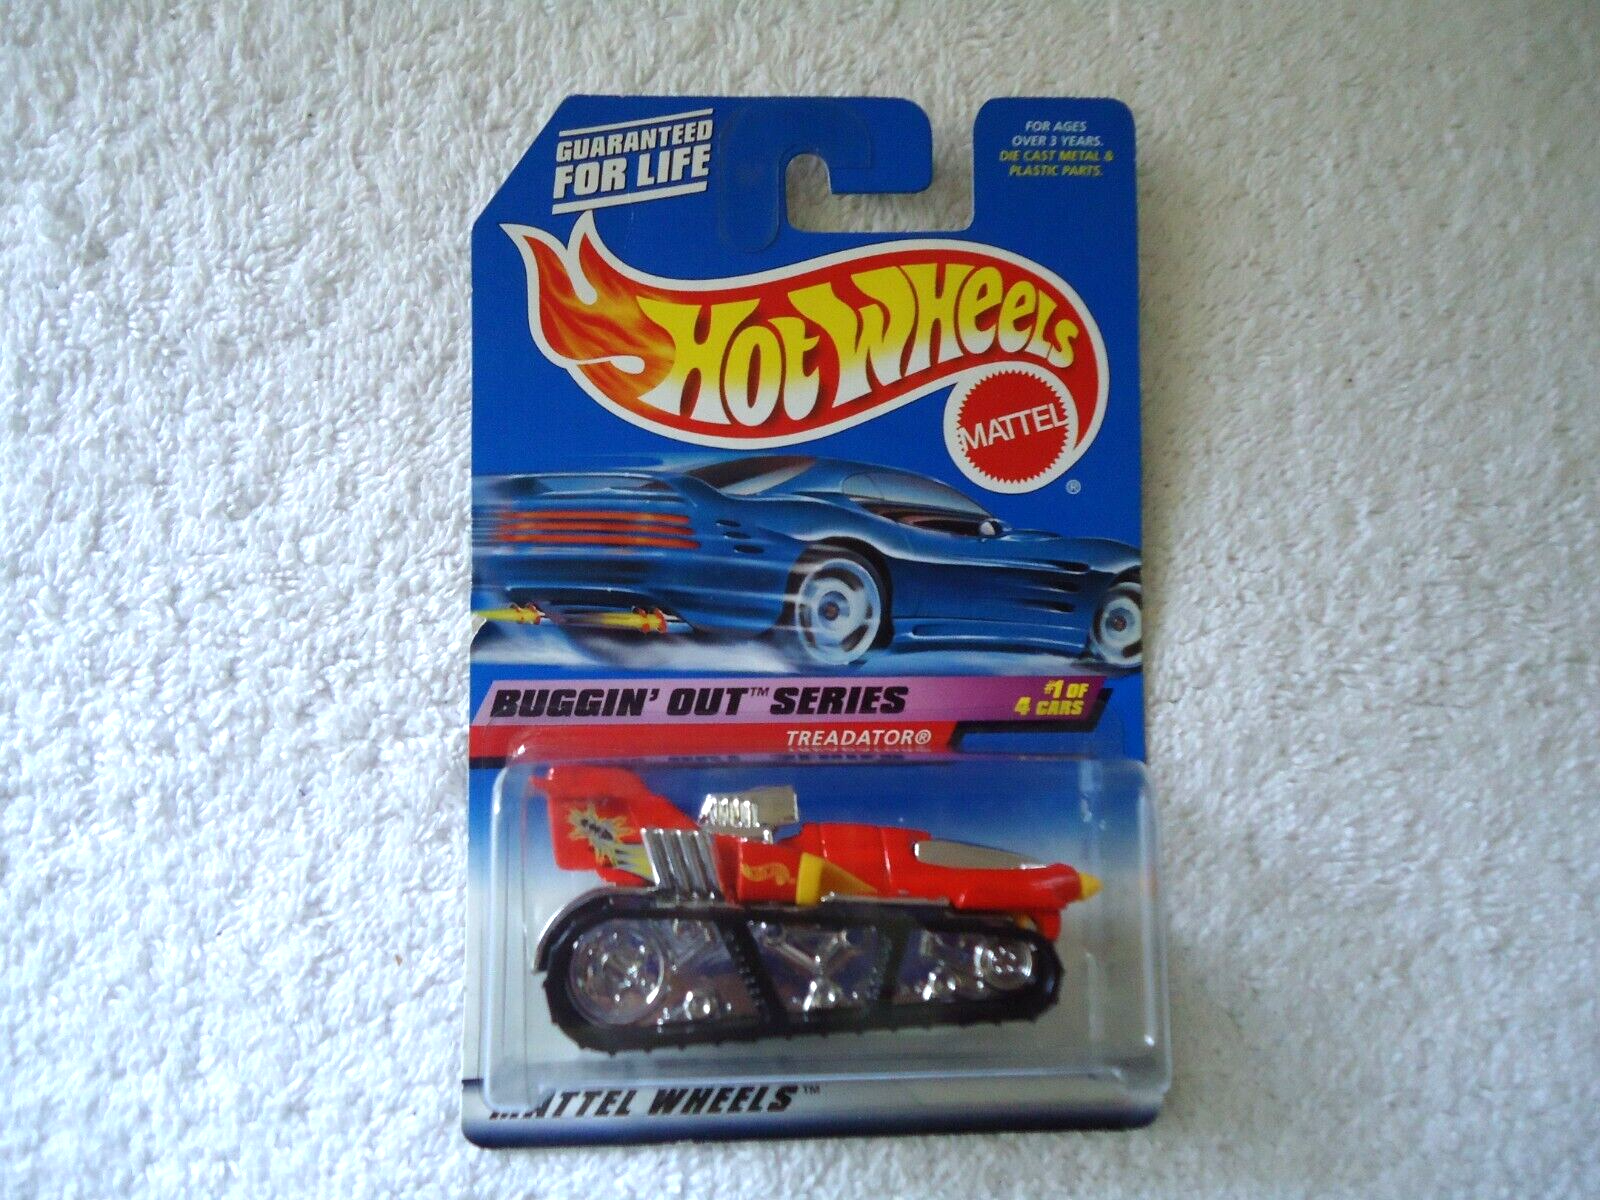 GUARANTEED
FOR LIFE
FOR AGES
OVER 3 YEARS.
DIE CAST METAL &
PLASTIC PARTS.
HOT WHEELS
MATTEL
®
BUGGIN' OUT™ SERIES
#1 OF
4 CARS
TREADATOR®
MATTEL WHEELS™